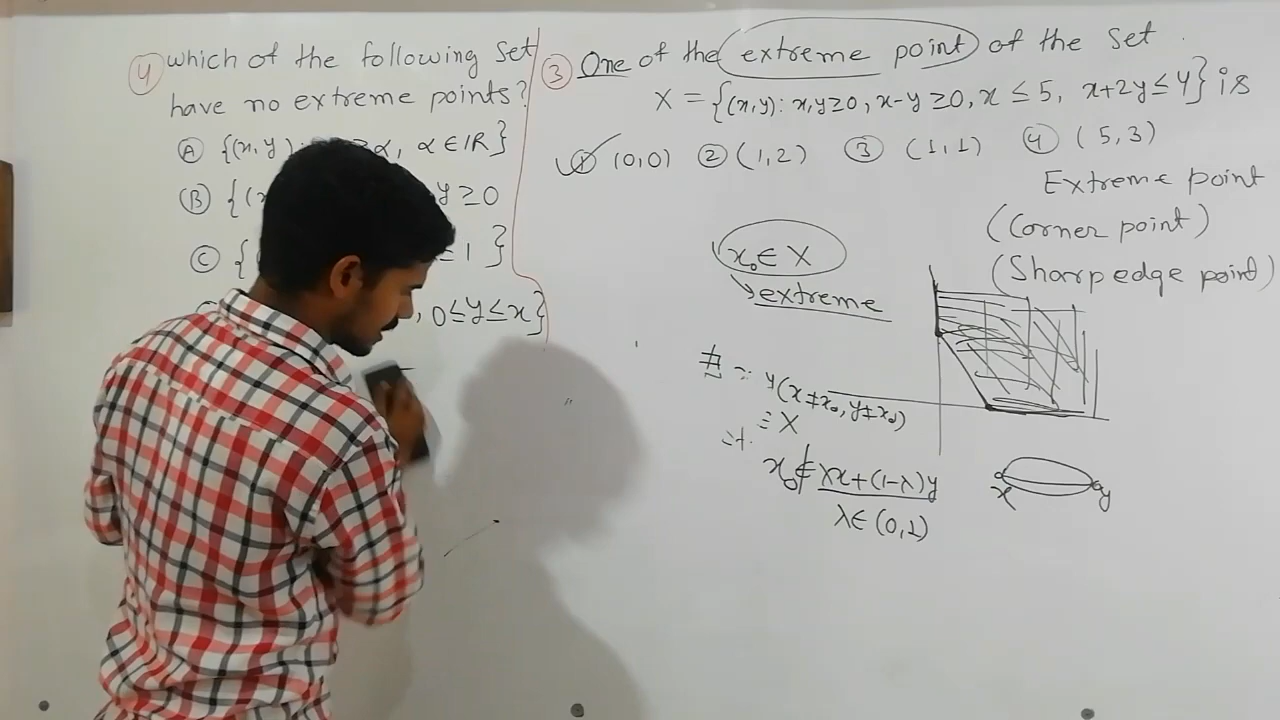 4 which of the following set
have no extreme points?
(A) {(x,y): α, α∈IR}
(B) {( y ≥0
(C) { 1 }
, 0≤y≤x}
3 One of the extreme point of the set
X = {(x,y): x,y≥0, x-y≥0, x ≤ 5, x+2y≤4} is
1 (0,0) 2 (1,2) 3 (1,1) 4 (5,3)
Extreme point
(Corner point)
(Sharp edge point)
x₀∈ X
extreme
y(x≠x₀, y≠x₀)
X
x₀ ≠ λx+(1-λ)y
λ∈(0,1)
x y